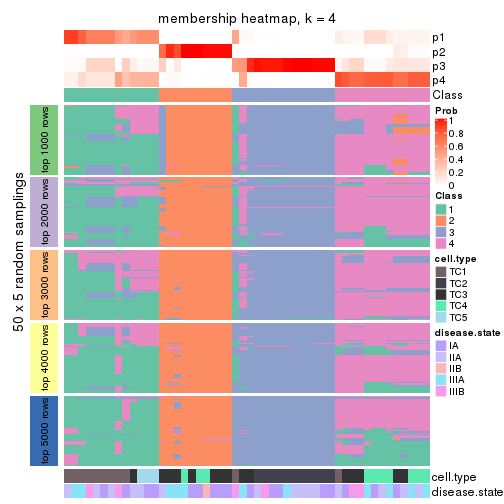 membership heatmap, k = 4
p1
p2
p3
p4
Class
50 x 5 random samplings
top 1000 rows
top 2000 rows
top 3000 rows
top 4000 rows
top 5000 rows
cell.type
disease.state
Prob
1
0.8
0.6
0.4
0.2
0
Class
1
2
3
4
cell.type
TC1
TC2
TC3
TC4
TC5
disease.state
IA
IIA
IIB
IIIA
IIIB